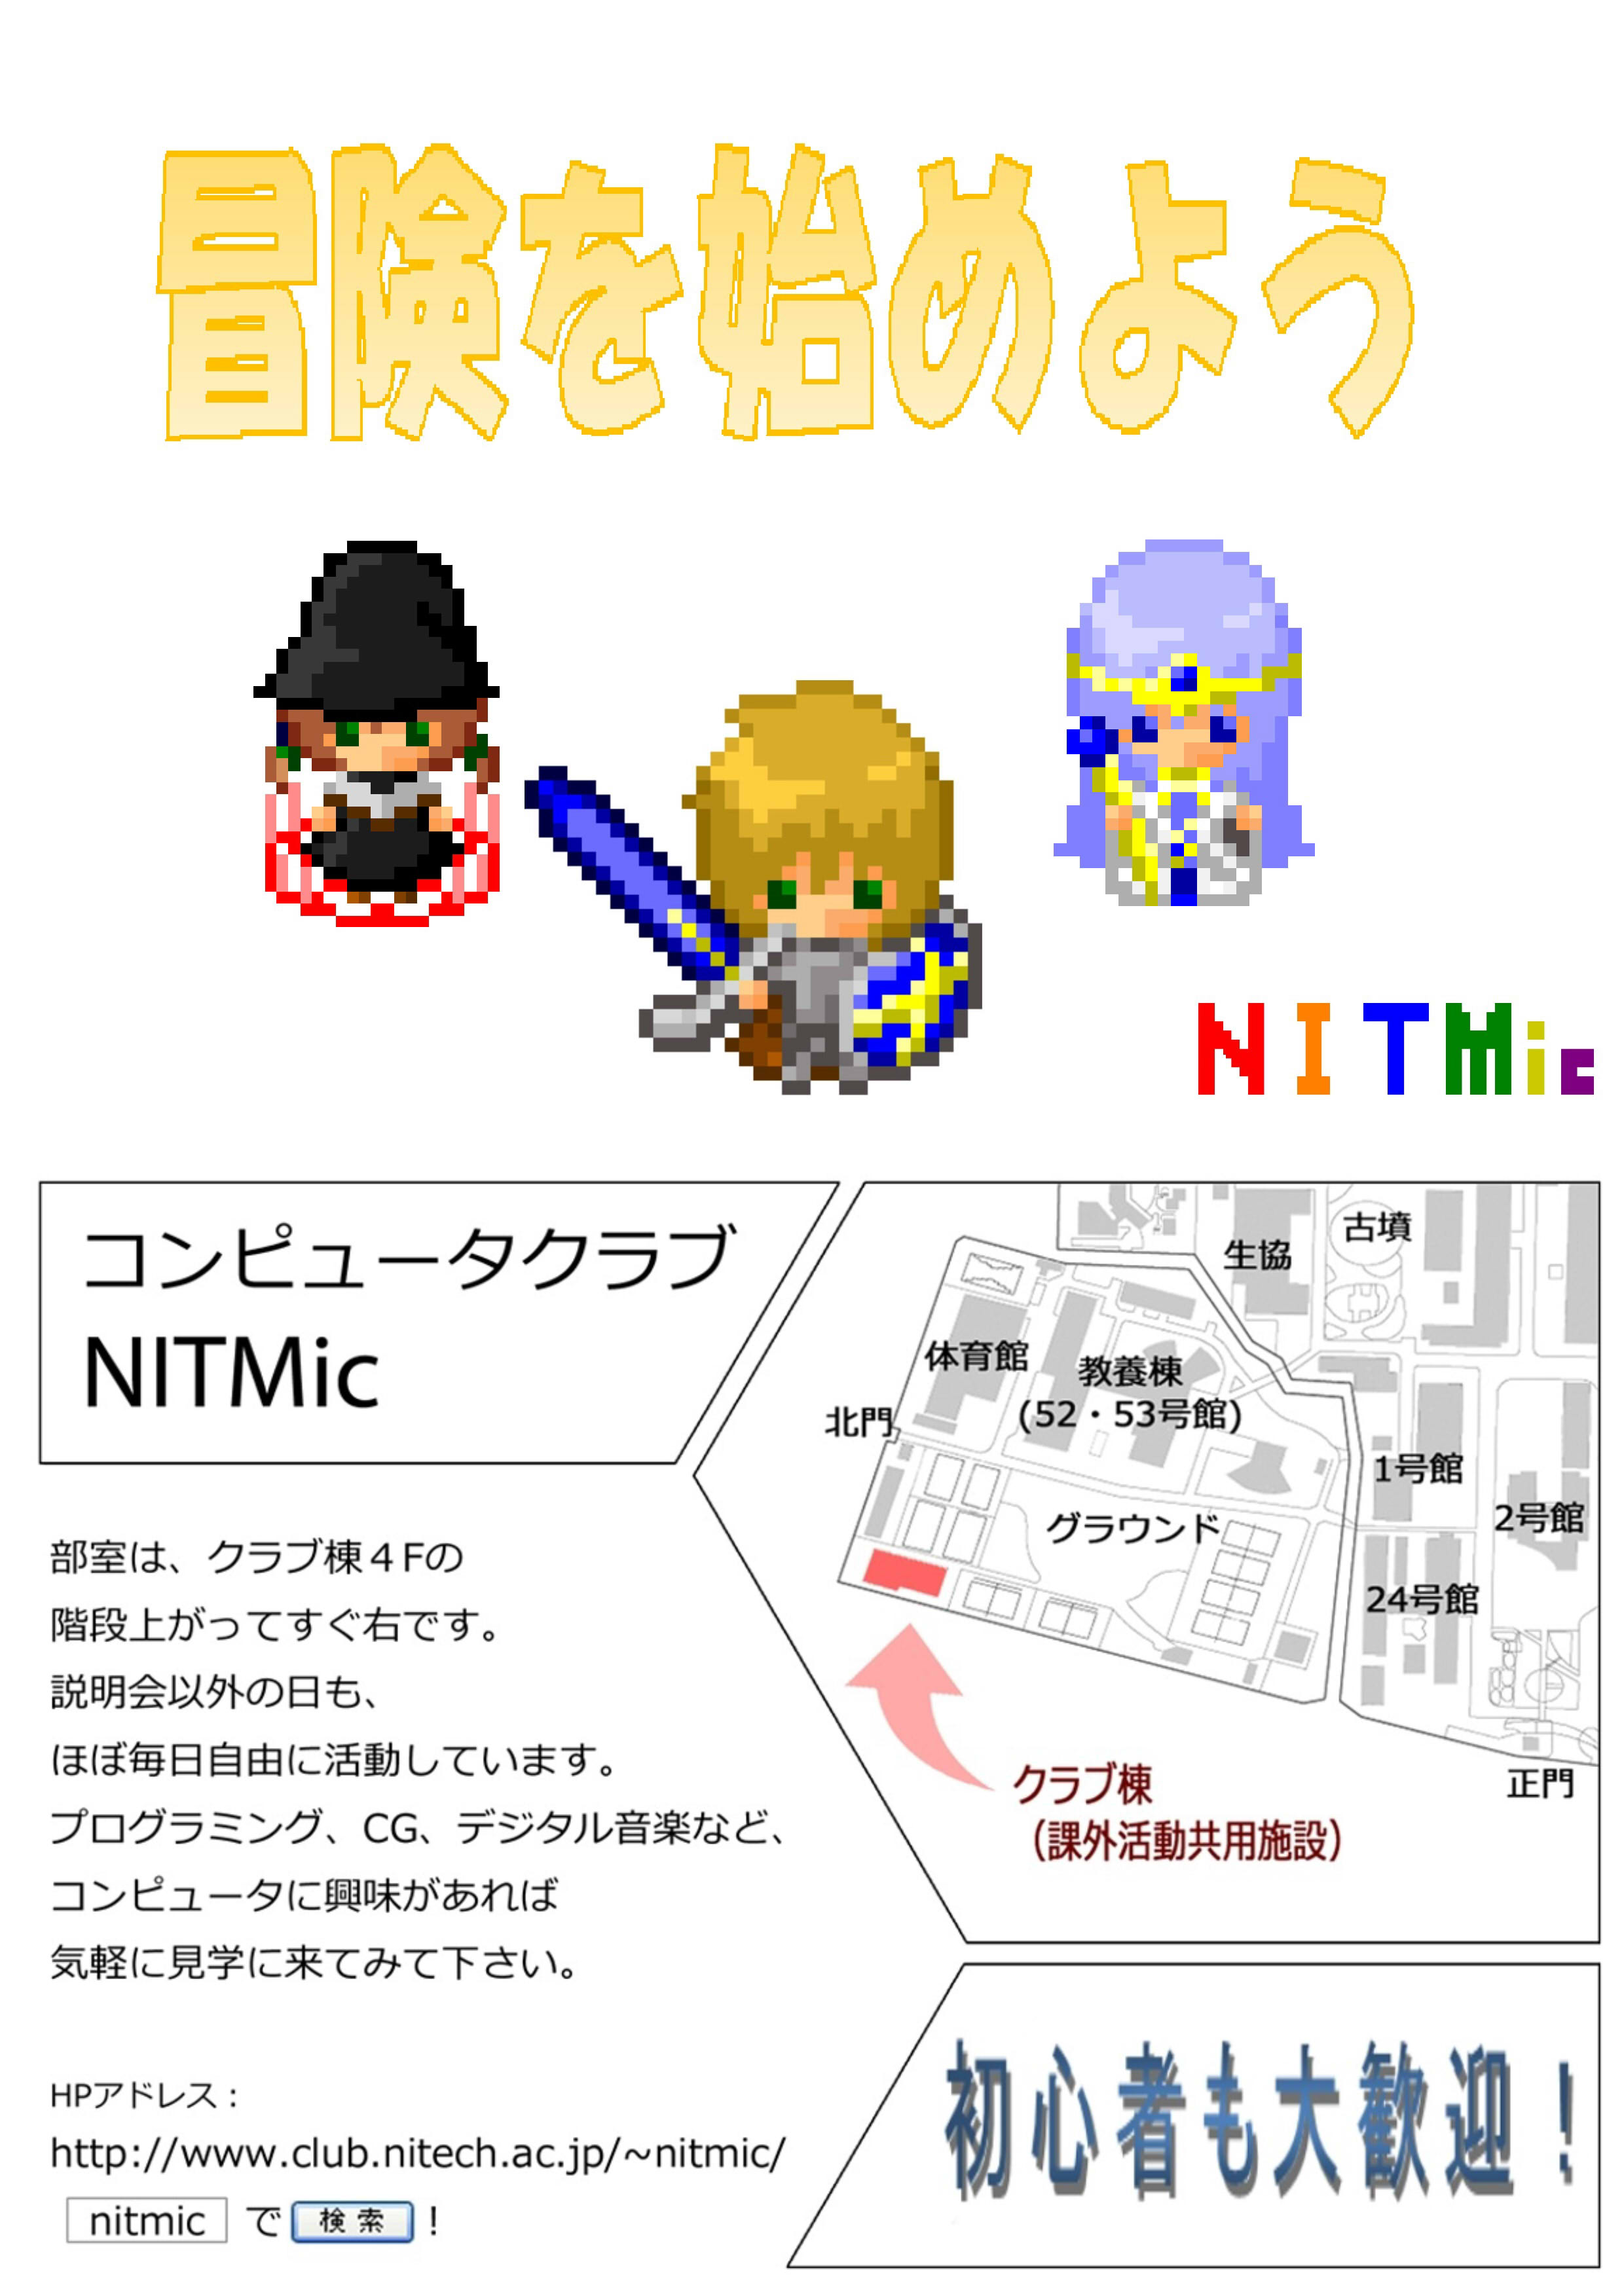 冒険を始めよう
NITMic
コンピュータクラブ
NITMic
部室は、クラブ棟４Fの
階段上がってすぐ右です。
説明会以外の日も、
ほぼ毎日自由に活動しています。
プログラミング、CG、デジタル音楽など、
コンピュータに興味があれば
気軽に見学に来てみて下さい。
HPアドレス：
http://www.club.nitech.ac.jp/~nitmic/
nitmic で 検索 ！
古墳
生協
体育館
教養棟
(52・53号館)
北門
1号館
2号館
グラウンド
24号館
正門
クラブ棟
（課外活動共用施設）
初心者も大歓迎！